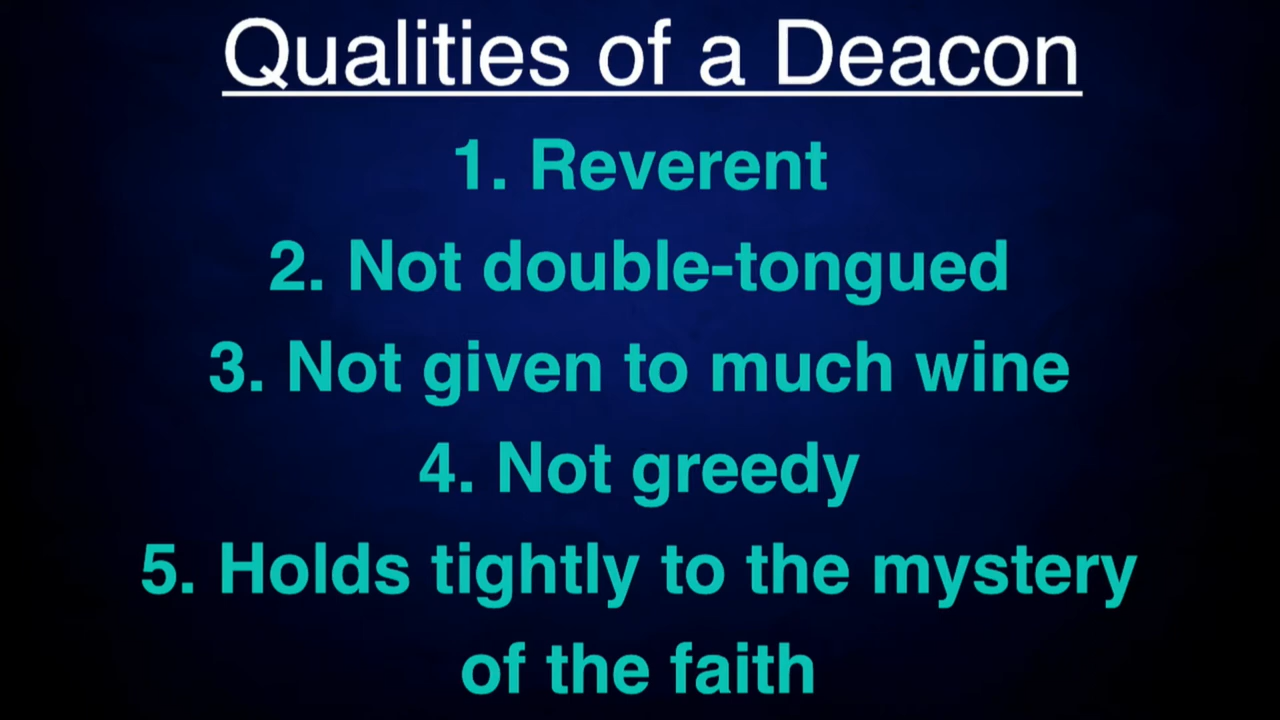 Qualities of a Deacon
1. Reverent
2. Not double-tongued
3. Not given to much wine
4. Not greedy
5. Holds tightly to the mystery
of the faith